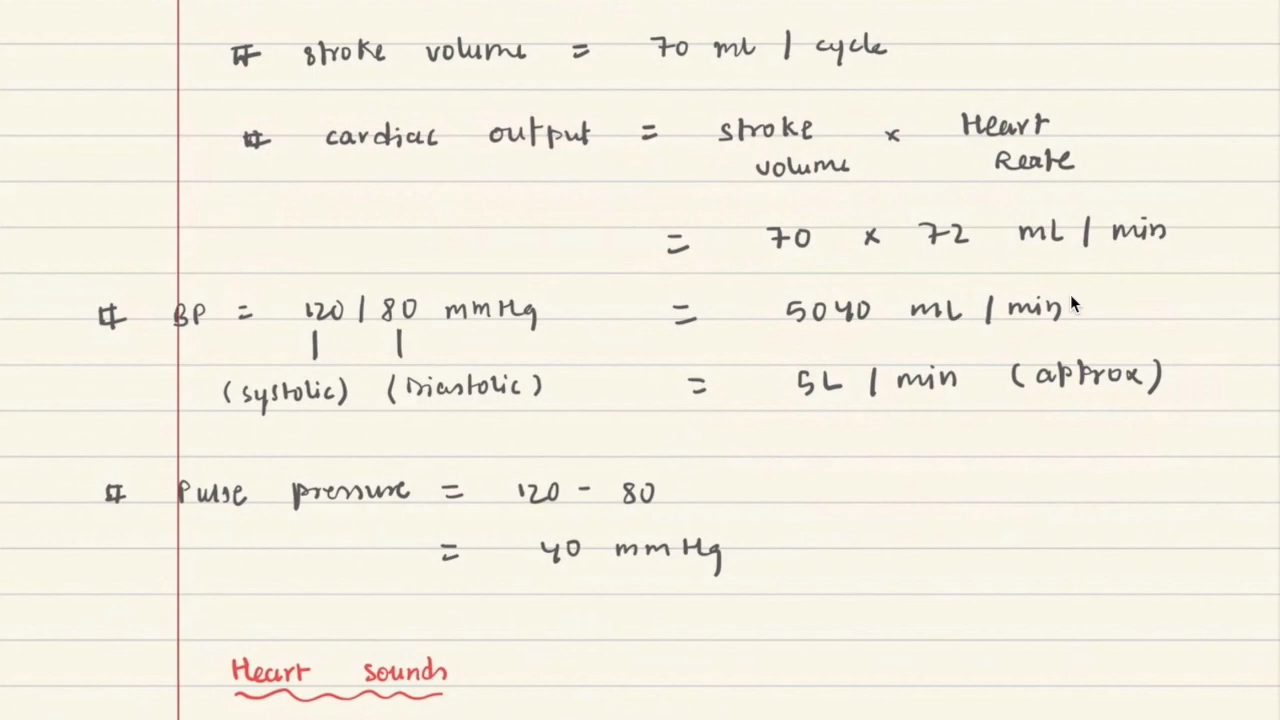 # stroke volume = 70 ml / cycle
# cardiac output = stroke volume × Heart Reate
= 70 × 72 mL / min
# BP = 120 / 80 mmHg
= 5040 mL / min
(systolic) (Diastolic)
= 5L / min (approx)
# Pulse pressure = 120 - 80
= 40 mmHg
Heart sounds